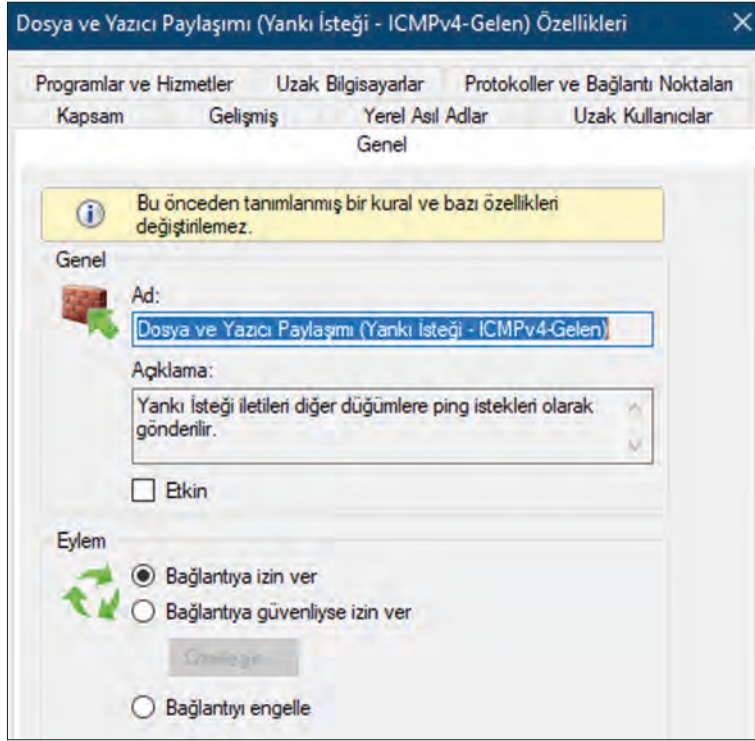 Dosya ve Yazıcı Paylaşımı (Yankı İsteği - ICMPv4-Gelen) Özellikleri
Programlar ve Hizmetler Uzak Bilgisayarlar Protokoller ve Bağlantı Noktaları
Kapsam Gelişmiş Yerel Asıl Adlar Uzak Kullanıcılar
Genel
Bu önceden tanımlanmış bir kural ve bazı özellikleri
değiştirilemez.
Genel
Ad:
Dosya ve Yazıcı Paylaşımı (Yankı İsteği - ICMPv4-Gelen)
Açıklama:
Yankı İsteği iletileri diğer düğümlere ping istekleri olarak
gönderilir.
Etkin
Eylem
Bağlantıya izin ver
Bağlantıya güvenliyse izin ver
Bağlantıyı engelle